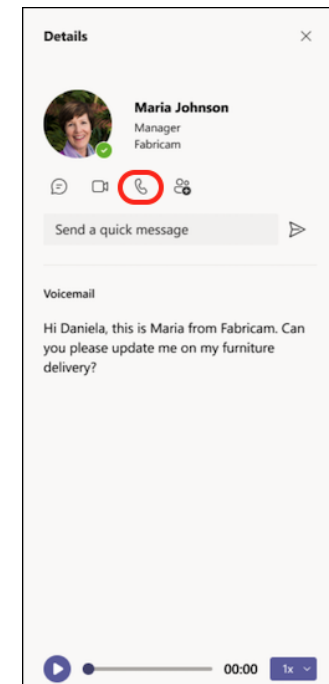 Details
Maria Johnson
Manager
Fabricam
Send a quick message
Voicemail
Hi Daniela, this is Maria from Fabricam. Can
you please update me on my furniture
delivery?
00:00
1x